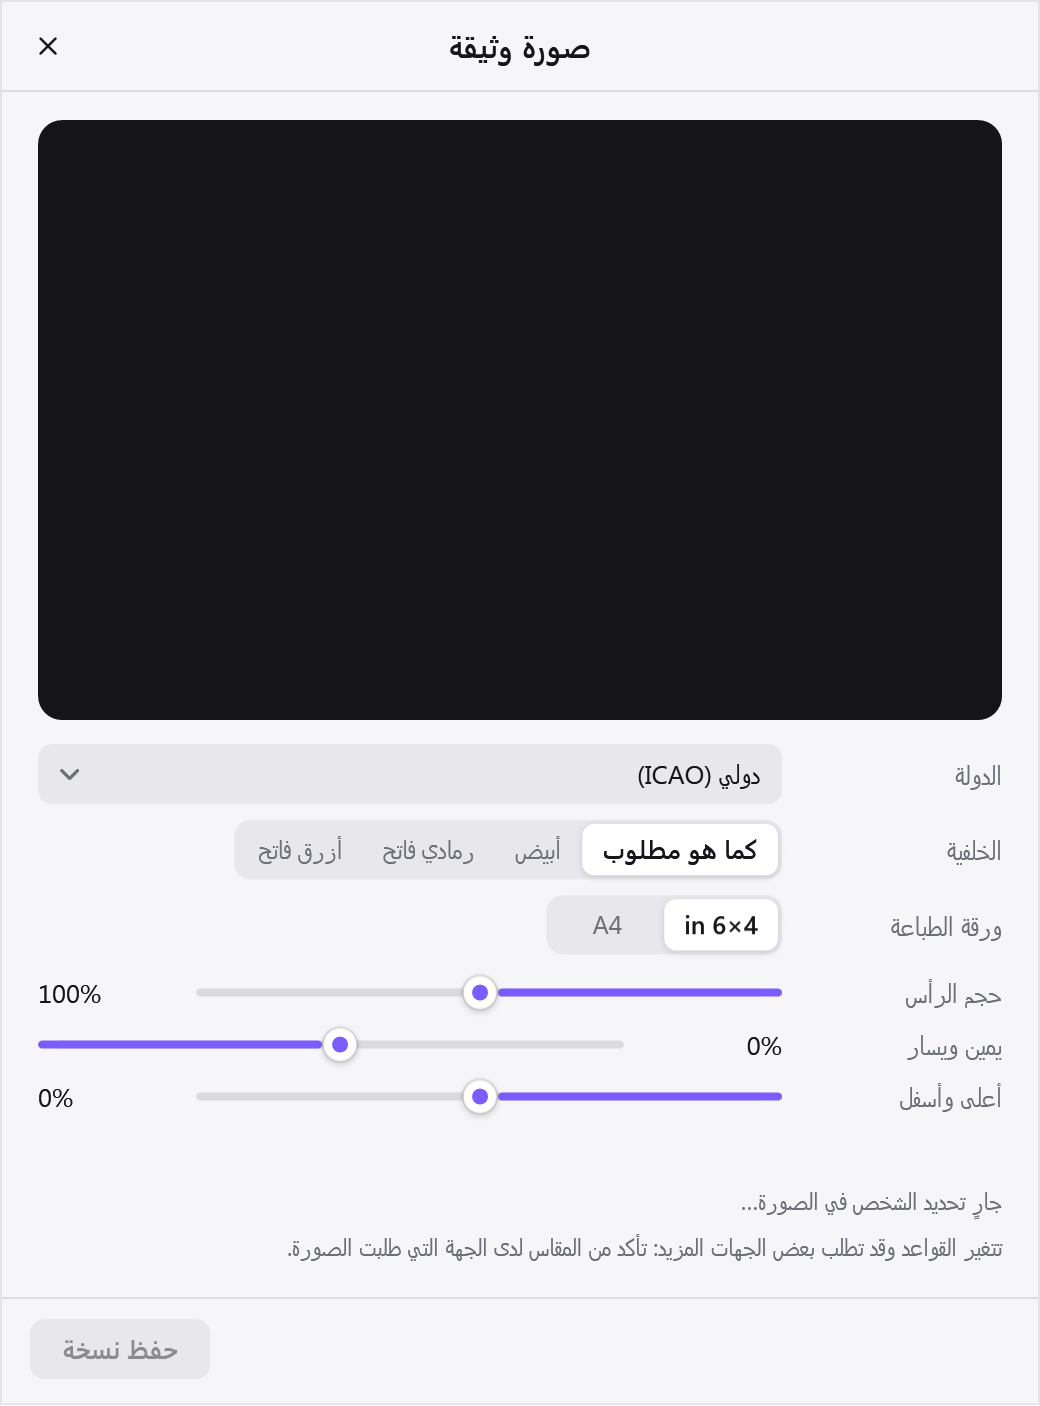 صورة وثيقة
الدولة
دولي (ICAO)
الخلفية
كما هو مطلوب
أبيض
رمادي فاتح
أزرق فاتح
ورقة الطباعة
4×6 in
A4
حجم الرأس
100%
يمين ويسار
0%
أعلى وأسفل
0%
جارٍ تحديد الشخص في الصورة...
تتغير القواعد وقد تطلب بعض الجهات المزيد: تأكد من المقاس لدى الجهة التي طلبت الصورة.
حفظ نسخة